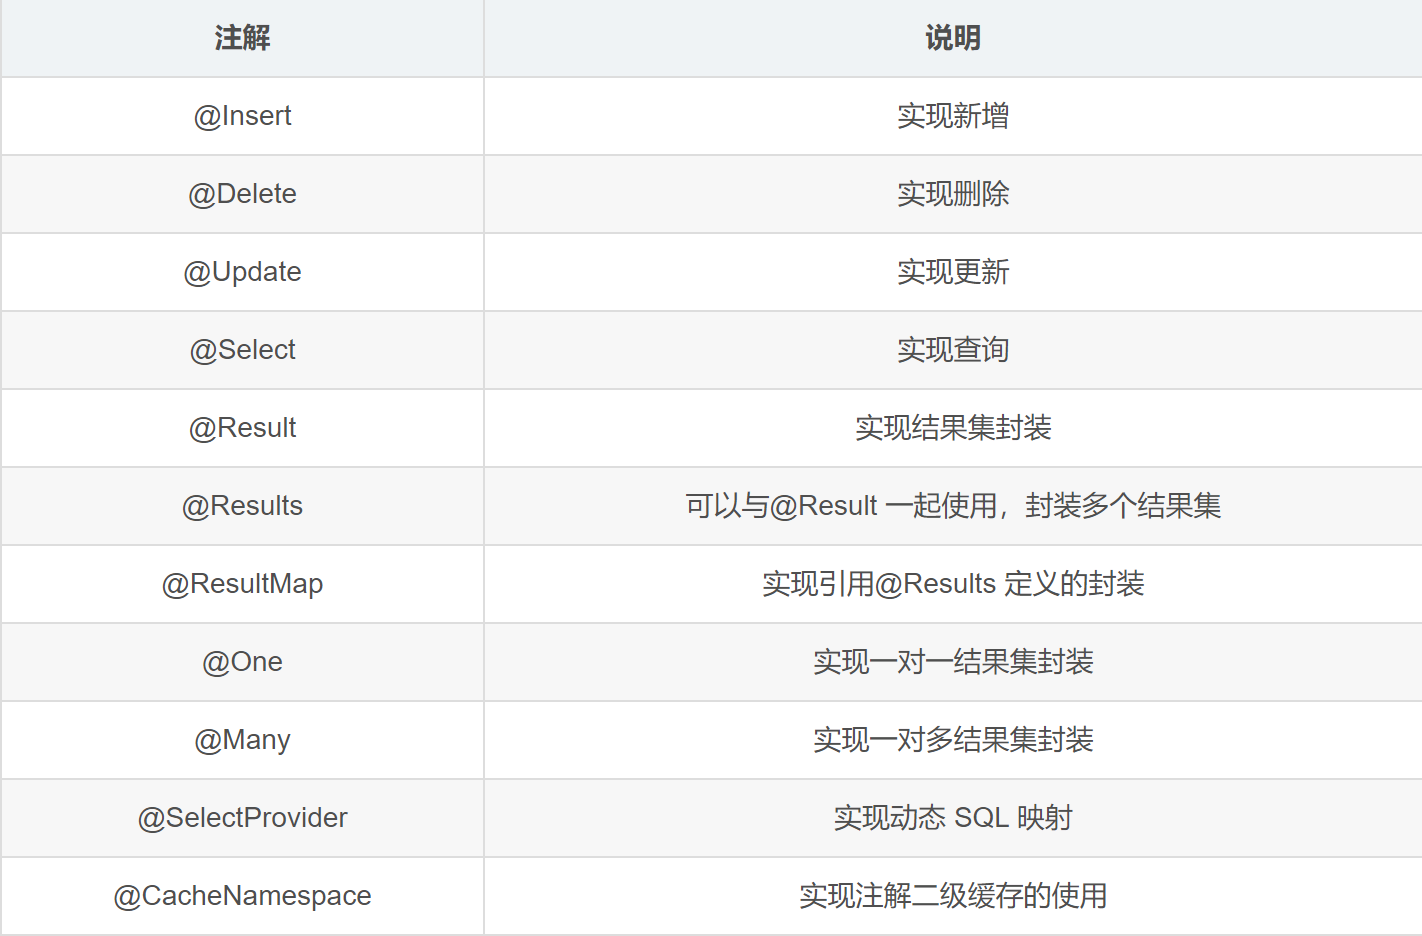 注解 说明
@Insert 实现新增
@Delete 实现删除
@Update 实现更新
@Select 实现查询
@Result 实现结果集封装
@Results 可以与@Result 一起使用，封装多个结果集
@ResultMap 实现引用@Results 定义的封装
@One 实现一对一结果集封装
@Many 实现一对多结果集封装
@SelectProvider 实现动态 SQL 映射
@CacheNamespace 实现注解二级缓存的使用